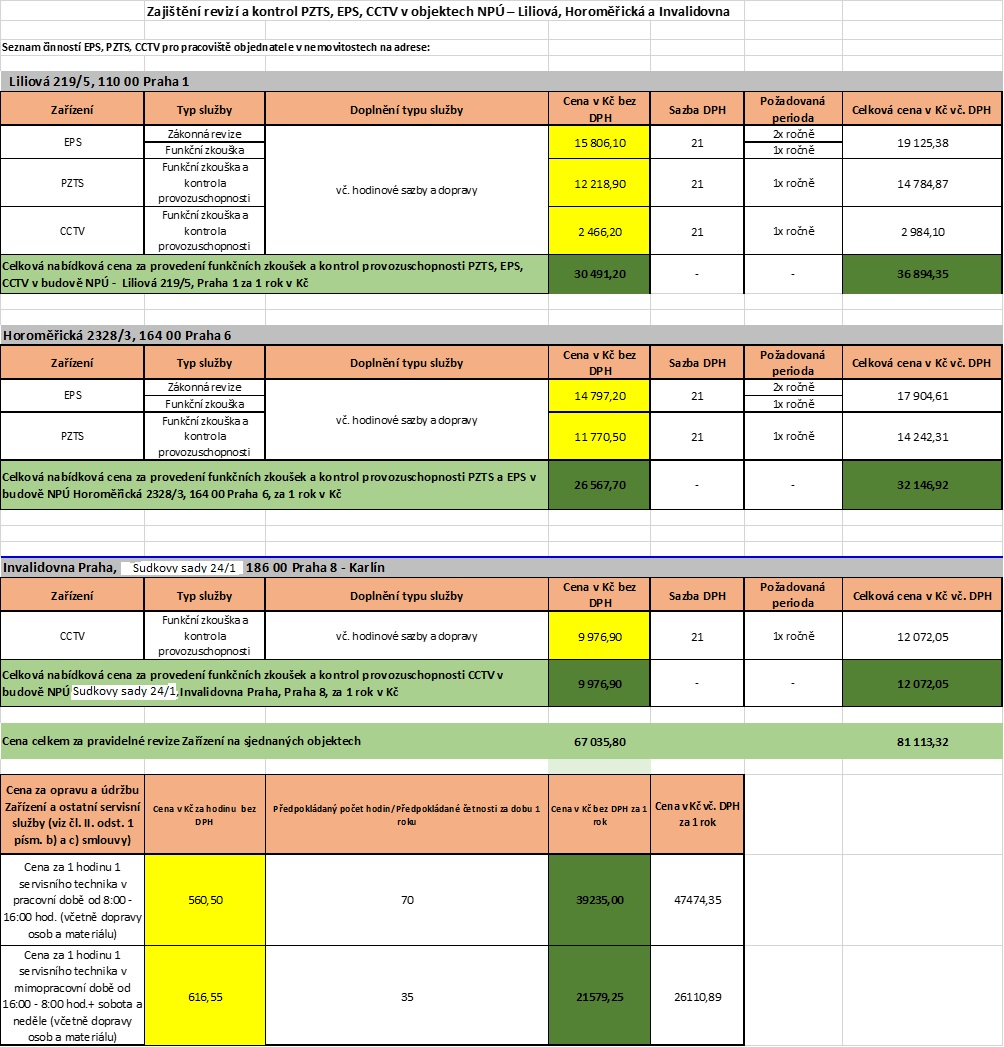 Zajištění revizí a kontrol PZTS, EPS, CCTV v objektech NPÚ – Liliová, Horoměřická a Invalidovna
Seznam činností EPS, PZTS, CCTV pro pracoviště objednatele v nemovitostech na adrese:
Liliová 219/5, 110 00 Praha 1
Zařízení Typ služby Doplnění typu služby Cena v Kč bez DPH Sazba DPH Požadovaná perioda Celková cena v Kč vč. DPH
EPS Zákonná revize 15 806,10 21 2x ročně 19 125,38
Funkční zkouška 1x ročně
vč. hodinové sazby a dopravy
PZTS Funkční zkouška a kontrola provozuschopnosti 12 218,90 21 1x ročně 14 784,87
CCTV Funkční zkouška a kontrola provozuschopnosti 2 466,20 21 1x ročně 2 984,10
Celková nabídková cena za provedení funkčních zkoušek a kontrol provozuschopnosti PZTS, EPS,
CCTV v budově NPÚ - Liliová 219/5, Praha 1 za 1 rok v Kč 30 491,20 - - 36 894,35
Horoměřická 2328/3, 164 00 Praha 6
Zařízení Typ služby Doplnění typu služby Cena v Kč bez DPH Sazba DPH Požadovaná perioda Celková cena v Kč vč. DPH
EPS Zákonná revize 14 797,20 21 2x ročně 17 904,61
Funkční zkouška 1x ročně
vč. hodinové sazby a dopravy
PZTS Funkční zkouška a kontrola provozuschopnosti 11 770,50 21 1x ročně 14 242,31
Celková nabídková cena za provedení funkčních zkoušek a kontrol provozuschopnosti PZTS a EPS v
budově NPÚ Horoměřická 2328/3, 164 00 Praha 6, za 1 rok v Kč 26 567,70 - - 32 146,92
Invalidovna Praha, Sudkovy sady 24/1 186 00 Praha 8 - Karlín
Zařízení Typ služby Doplnění typu služby Cena v Kč bez DPH Sazba DPH Požadovaná perioda Celková cena v Kč vč. DPH
CCTV Funkční zkouška a kontrola provozuschopnosti vč. hodinové sazby a dopravy 9 976,90 21 1x ročně 12 072,05
Celková nabídková cena za provedení funkčních zkoušek a kontrol provozuschopnosti CCTV v
budově NPÚ Sudkovy sady 24/1, Invalidovna Praha, Praha 8, za 1 rok v Kč 9 976,90 - - 12 072,05
Cena celkem za pravidelné revize Zařízení na sjednaných objektech 67 035,80 81 113,32
Cena za opravu a údržbu Zařízení a ostatní servisní služby (viz čl. II. odst. 1 písm. b) a c) smlouvy) Cena v Kč za hodinu bez DPH Předpokládaný počet hodin/Předpokládané četnosti za dobu 1 roku Cena v Kč bez DPH za 1 rok Cena v Kč vč. DPH za 1 rok
Cena za 1 hodinu 1 servisního technika v pracovní době od 8:00 - 16:00 hod. (včetně dopravy osob a materiálu) 560,50 70 39235,00 47474,35
Cena za 1 hodinu 1 servisního technika v mimopracovní době od 16:00 - 8:00 hod.+ sobota a neděle (včetně dopravy osob a materiálu) 616,55 35 21579,25 26110,89